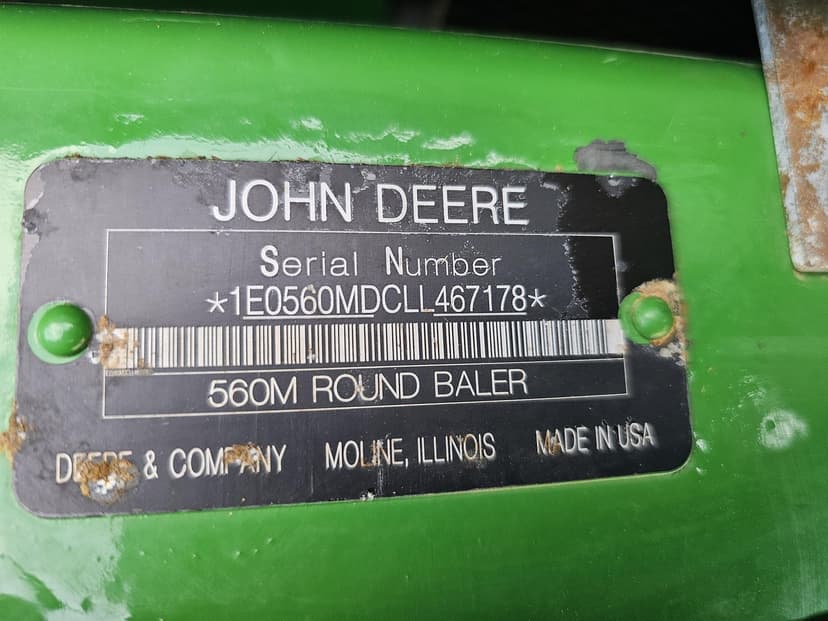 JOHN DEERE
Serial Number
*1E0560MDCLL467178*
560M ROUND BALER
DEERE & COMPANY MOLINE, ILLINOIS MADE IN USA